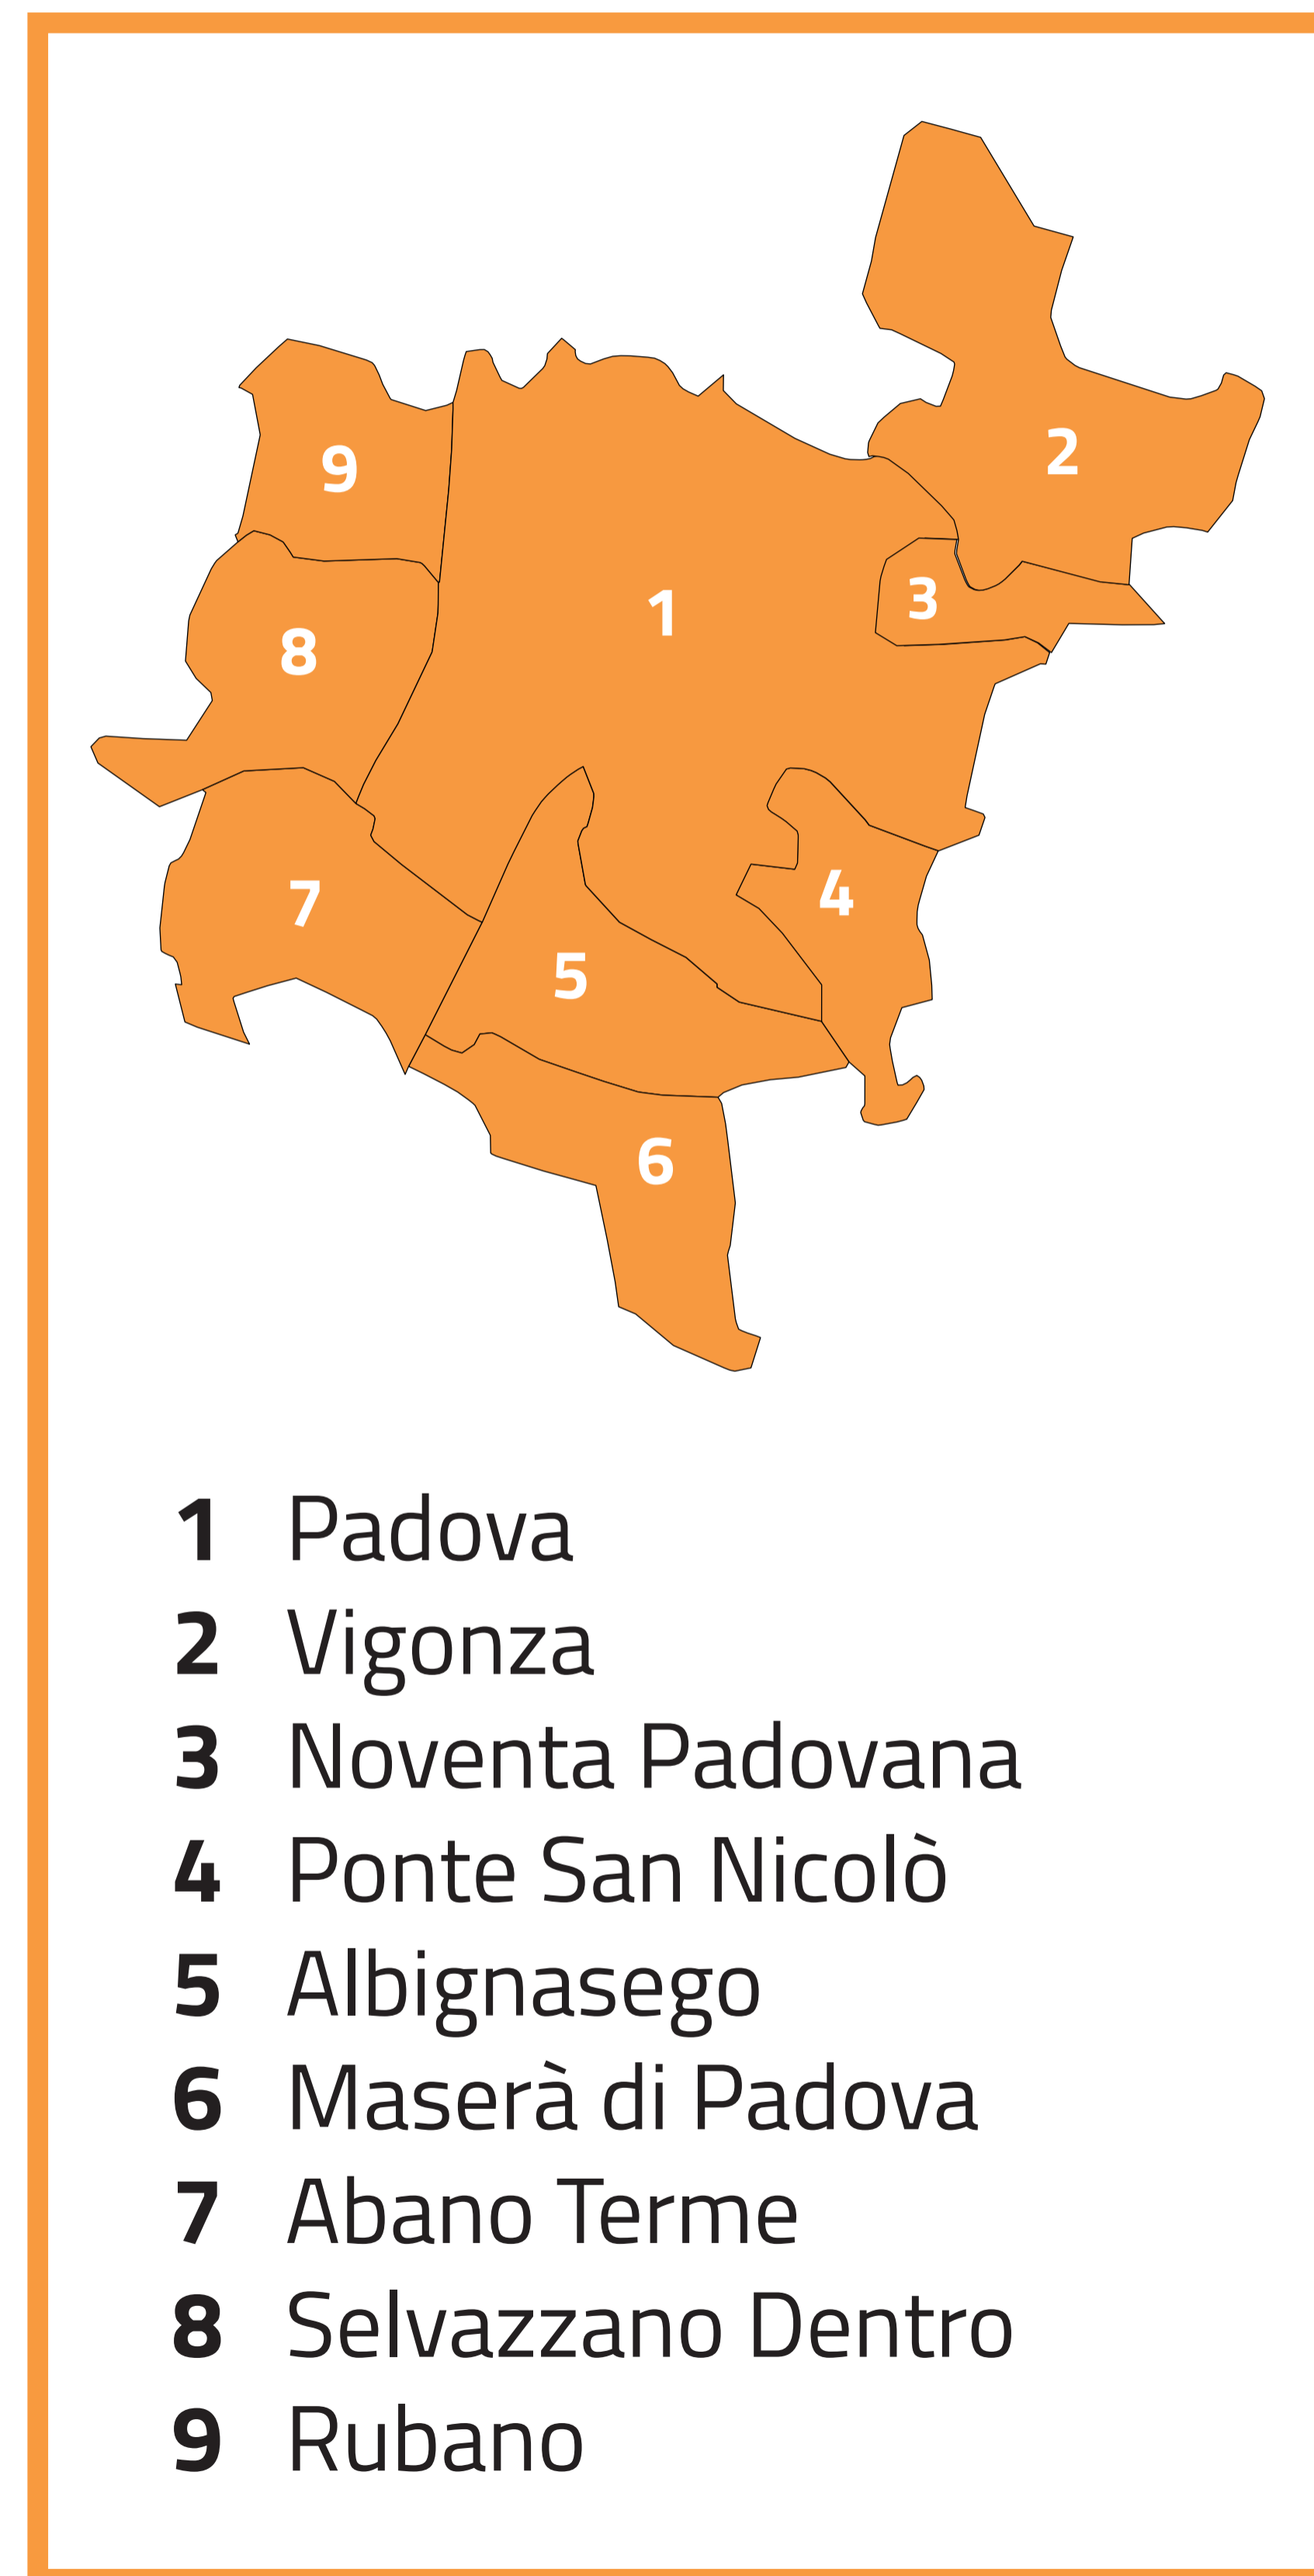 2
9
3
1
8
4
7
5
6
1 Padova
2 Vigonza
3 Noventa Padovana
4 Ponte San Nicolò
5 Albignasego
6 Maserà di Padova
7 Abano Terme
8 Selvazzano Dentro
9 Rubano